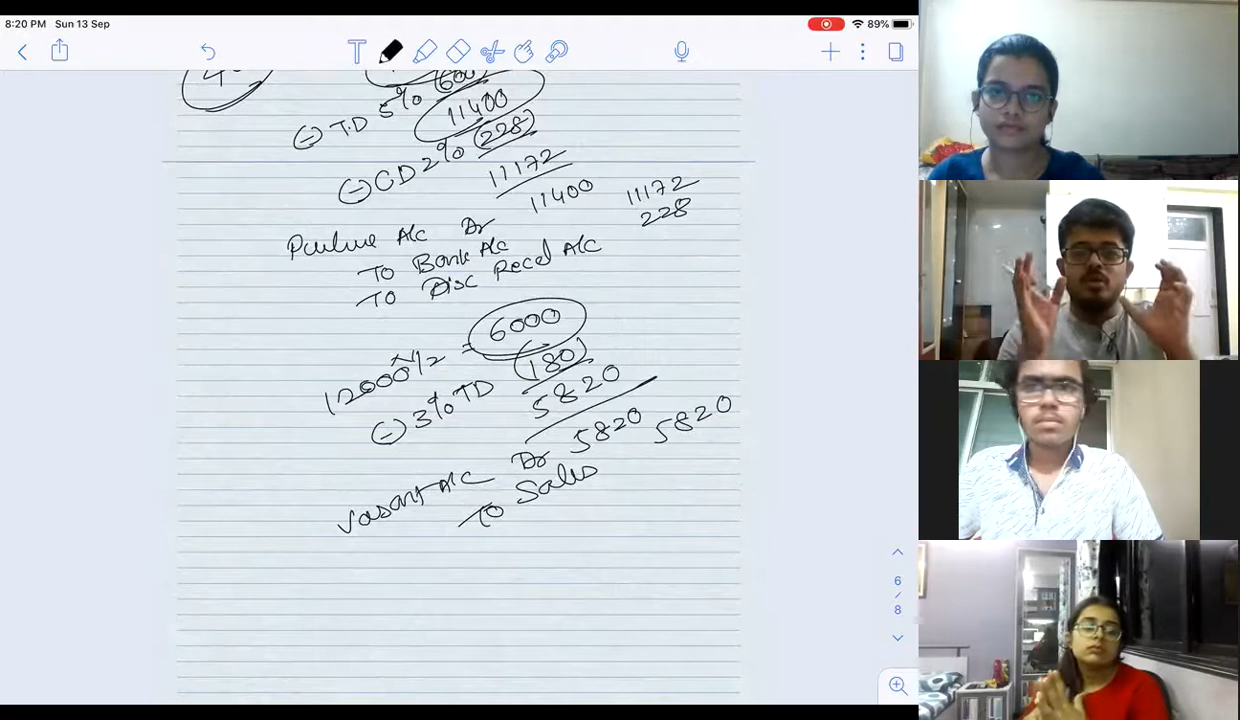 8:20 PM Sun 13 Sep
89%
T
(600)
⊖ T.D 5% 11400
⊖ CD 2% (228)
11172
11400 11172
228
A/c Dr
To Bank A/c
To Disc Reced A/c
12000 x 1/2 = 6000
⊖ 3% TD (180)
5820
Vasant A/c Dr 5820 5820
To Sales
6
/
8